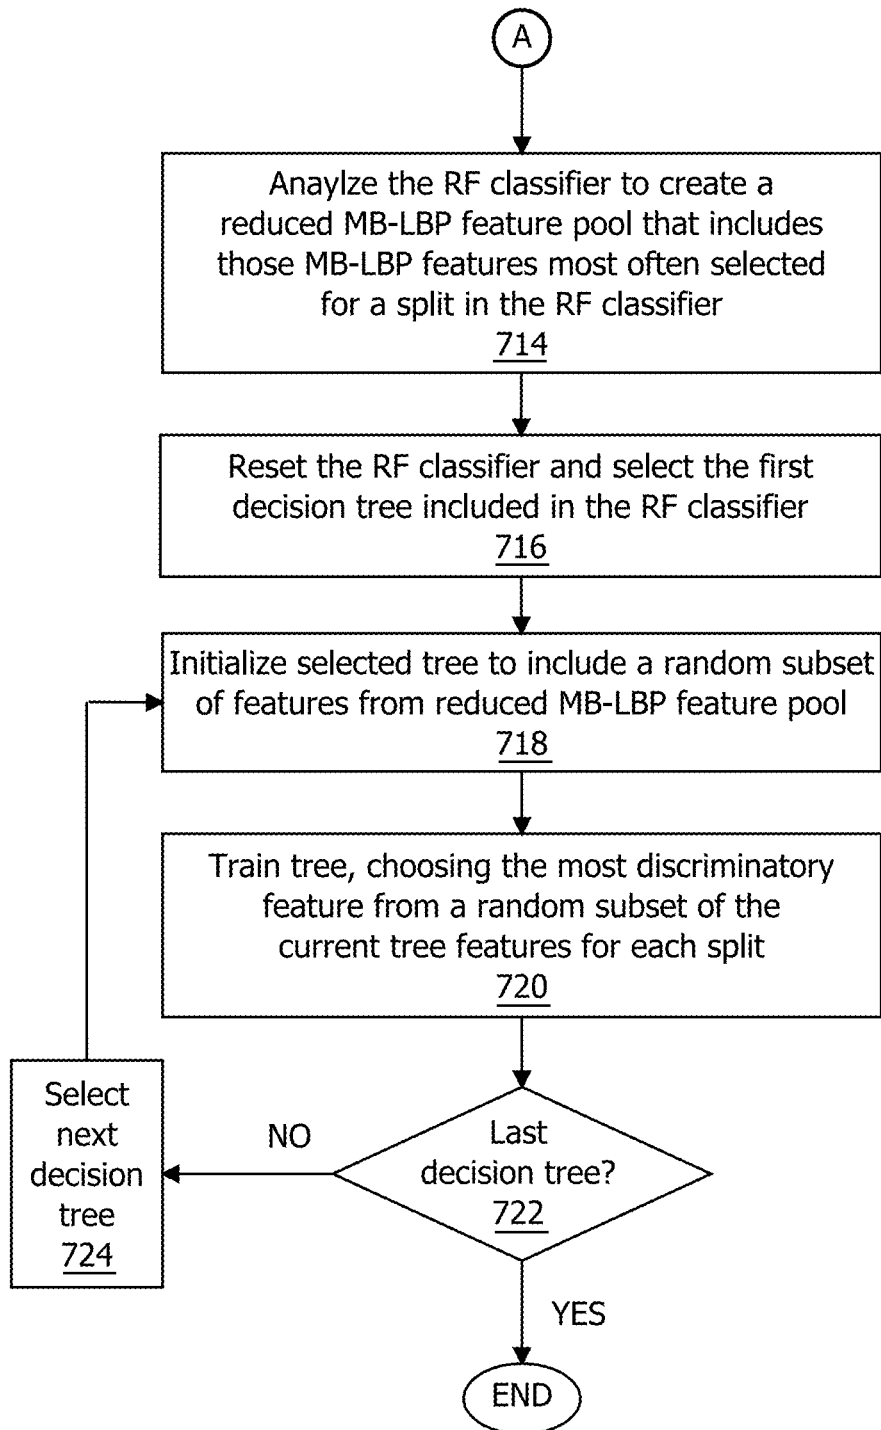 A
Anaylze the RF classifier to create a
reduced MB-LBP feature pool that includes
those MB-LBP features most often selected
for a split in the RF classifier
714
Reset the RF classifier and select the first
decision tree included in the RF classifier
716
Initialize selected tree to include a random subset
of features from reduced MB-LBP feature pool
718
Train tree, choosing the most discriminatory
feature from a random subset of the
current tree features for each split
720
Last
decision tree?
722
NO
Select
next
decision
tree
724
YES
END